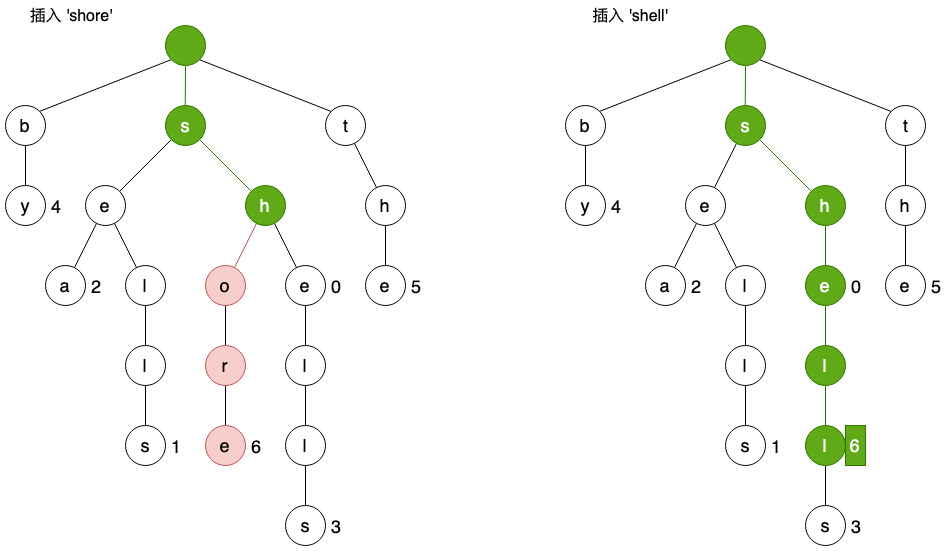 插入 'shore'
插入 'shell'
b s t
b s t
y 4 e h h
y 4 e h h
a 2 l o e 0 e 5
a 2 l e 0 e 5
l r l
l l
s 1 e 6 l
s 1 l 6
s 3
s 3